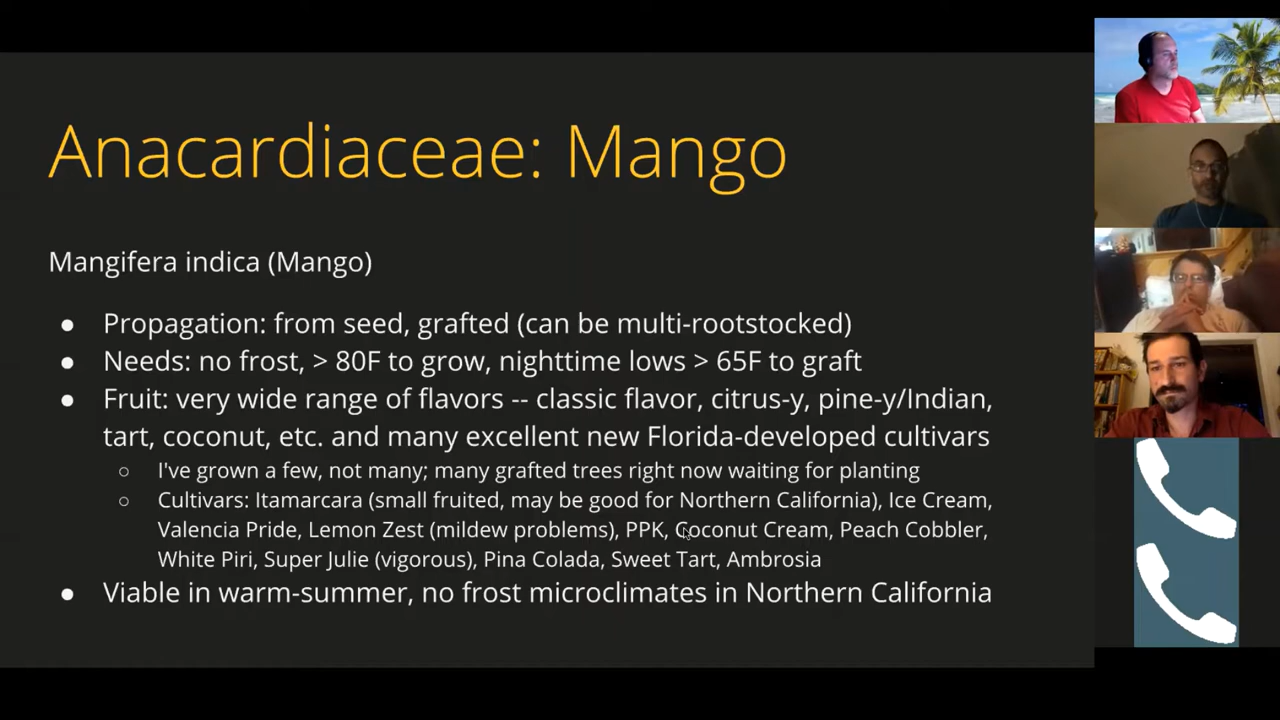 Anacardiaceae: Mango
Mangifera indica (Mango)
● Propagation: from seed, grafted (can be multi-rootstocked)
● Needs: no frost, > 80F to grow, nighttime lows > 65F to graft
● Fruit: very wide range of flavors -- classic flavor, citrus-y, pine-y/Indian,
tart, coconut, etc. and many excellent new Florida-developed cultivars
○ I've grown a few, not many; many grafted trees right now waiting for planting
○ Cultivars: Itamarcara (small fruited, may be good for Northern California), Ice Cream,
Valencia Pride, Lemon Zest (mildew problems), PPK, Coconut Cream, Peach Cobbler,
White Piri, Super Julie (vigorous), Pina Colada, Sweet Tart, Ambrosia
● Viable in warm-summer, no frost microclimates in Northern California